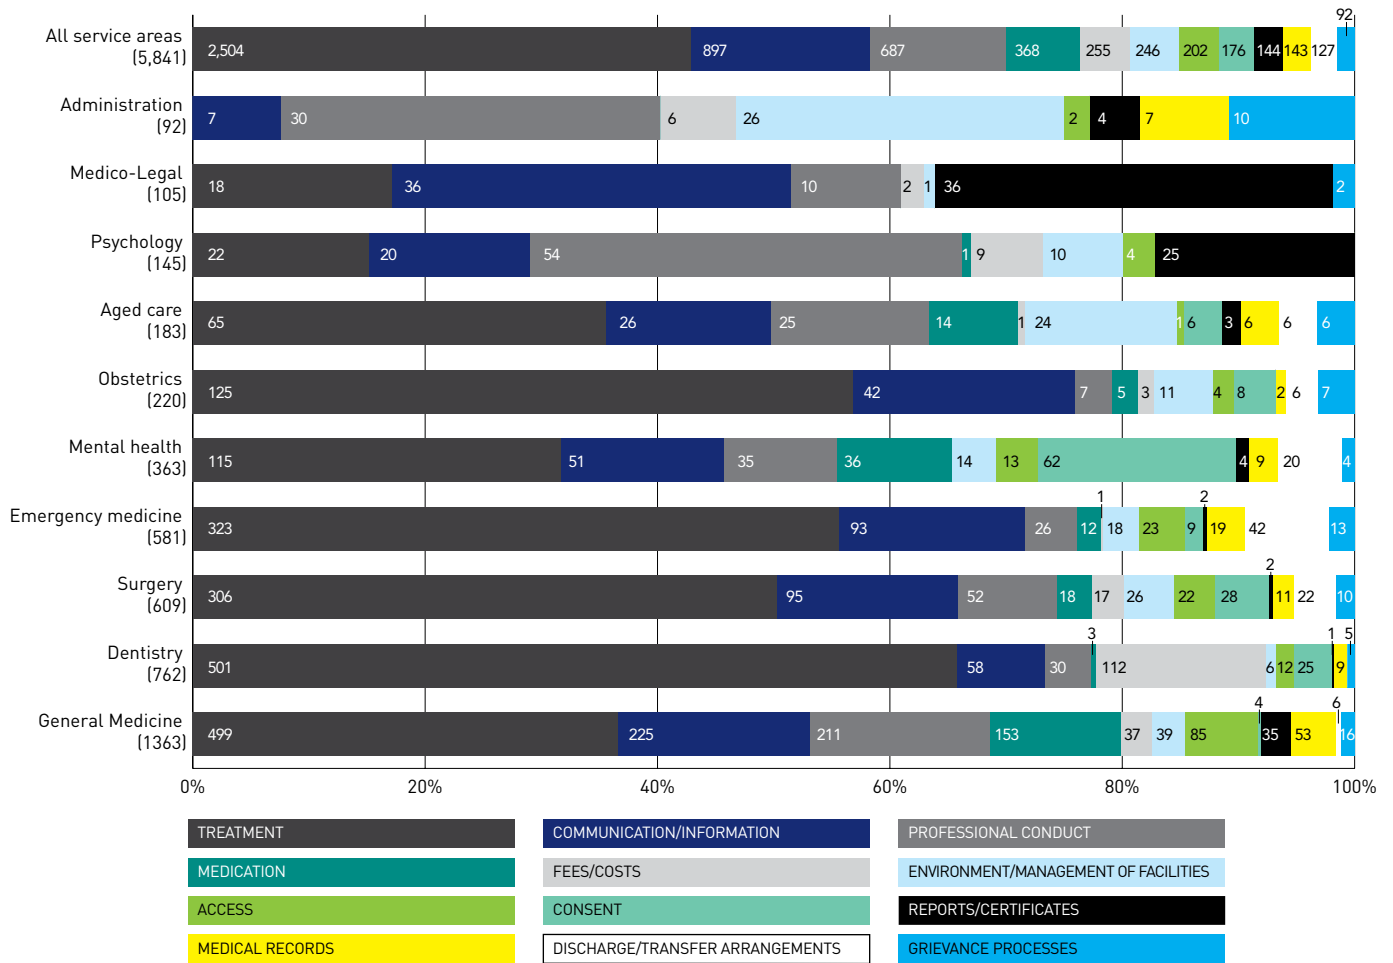 92
All service areas
(5,841)
2,504 897 687 368 255 246 202 176 144 143 127
Administration
(92)
7 30 6 26 2 4 7 10
Medico-Legal
(105)
18 36 10 2 1 36 2
Psychology
(145)
22 20 54 1 9 10 4 25
Aged care
(183)
65 26 25 14 1 24 1 6 3 6 6 6
Obstetrics
(220)
125 42 7 5 3 11 4 8 2 6 7
Mental health
(363)
115 51 35 36 14 13 62 4 9 20 4
1 2
Emergency medicine
(581)
323 93 26 12 18 23 9 19 42 13
2
Surgery
(609)
306 95 52 18 17 26 22 28 11 22 10
3 1 5
Dentistry
(762)
501 58 30 112 6 12 25 9
4 6
General Medicine
(1363)
499 225 211 153 37 39 85 35 53 16
0% 20% 40% 60% 80% 100%
TREATMENT COMMUNICATION/INFORMATION PROFESSIONAL CONDUCT
MEDICATION FEES/COSTS ENVIRONMENT/MANAGEMENT OF FACILITIES
ACCESS CONSENT REPORTS/CERTIFICATES
MEDICAL RECORDS DISCHARGE/TRANSFER ARRANGEMENTS GRIEVANCE PROCESSES